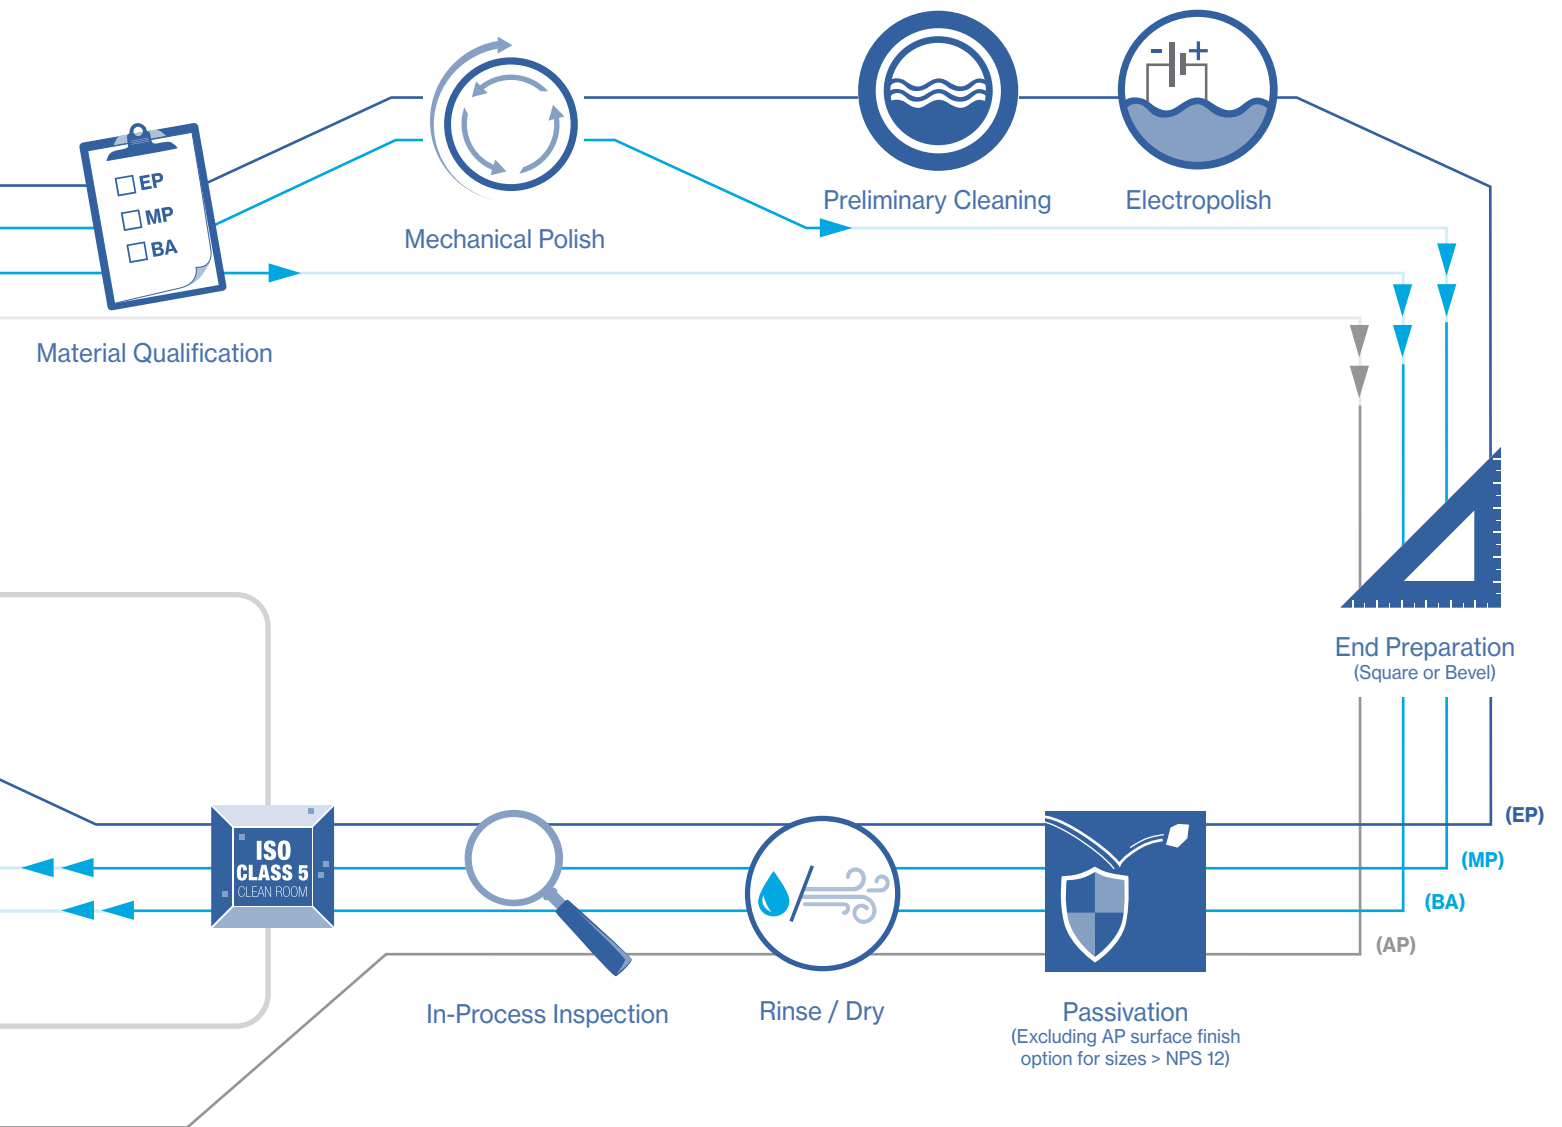 - +
EP
MP
BA
Preliminary Cleaning
Electropolish
Mechanical Polish
Material Qualification
End Preparation
(Square or Bevel)
(EP)
(MP)
(BA)
(AP)
ISO
CLASS 5
CLEAN ROOM
In-Process Inspection
Rinse / Dry
Passivation
(Excluding AP surface finish
option for sizes > NPS 12)